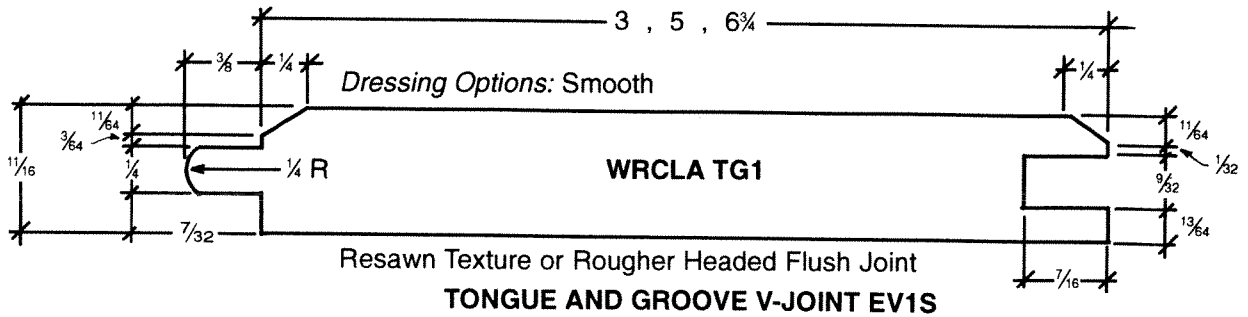 3 , 5 , 6¾
⅜
¼
Dressing Options: Smooth
¼
11/64
3/64
11/16
¼
¼ R
WRCLA TG1
11/64
1/32
9/32
7/32
13/64
Resawn Texture or Rougher Headed Flush Joint
7/16
TONGUE AND GROOVE V-JOINT EV1S